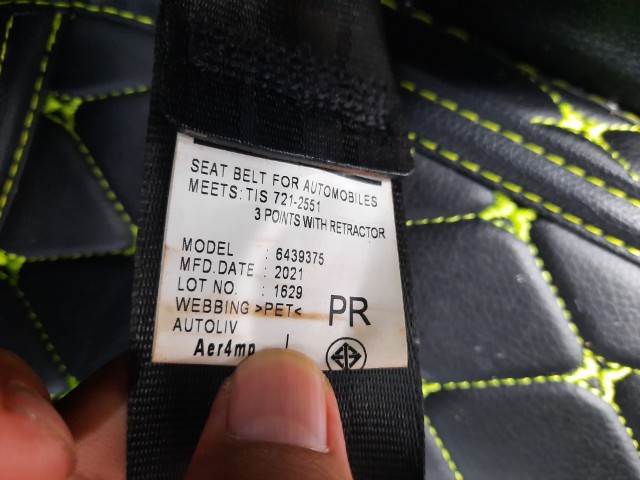 SEAT BELT FOR AUTOMOBILES
MEETS: TIS 721-2551
3 POINTS WITH RETRACTOR
MODEL : 6439375
MFD.DATE : 2021
LOT NO. : 1629
WEBBING >PET<
PR
AUTOLIV
Aer4mp